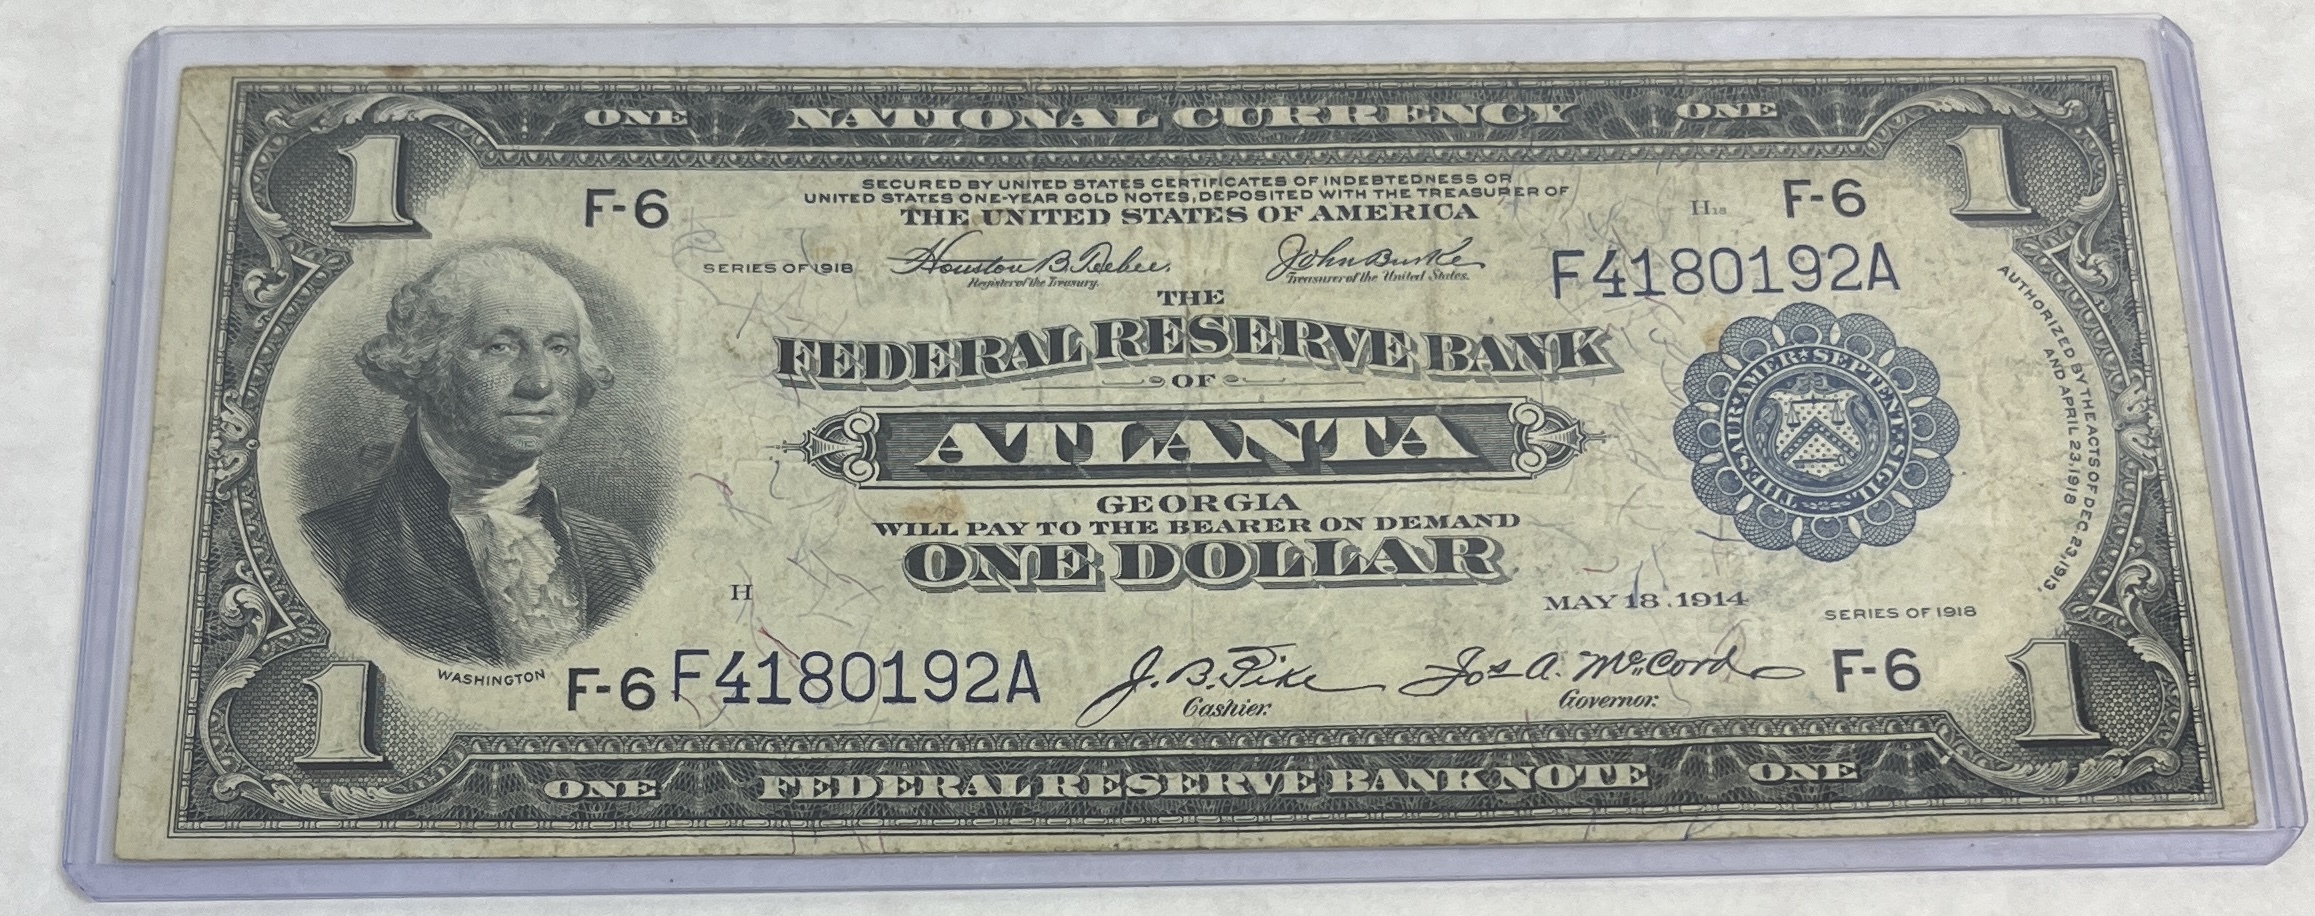 ONE NATIONAL CURRENCY ONE
1 1
F-6 F-6
SECURED BY UNITED STATES CERTIFICATES OF INDEBTEDNESS OR
UNITED STATES ONE-YEAR GOLD NOTES, DEPOSITED WITH THE TREASURER OF
THE UNITED STATES OF AMERICA
H18
SERIES OF 1918
Houston B. Teehee.
Register of the Treasury.
John Burke
Treasurer of the United States.
F4180192A
THE
FEDERAL RESERVE BANK
OF
ATLANTA
GEORGIA
WILL PAY TO THE BEARER ON DEMAND
ONE DOLLAR
THESAUR. AMER. SEPTENT. SIGIL.
AUTHORIZED BY THE ACTS OF DEC. 23, 1913,
AND APRIL 23, 1918
H
MAY 18, 1914
SERIES OF 1918
WASHINGTON
F-6 F4180192A
J. B. Pike
Cashier.
Jos A. McCord
Governor.
F-6
1 1
ONE FEDERAL RESERVE BANK NOTE ONE